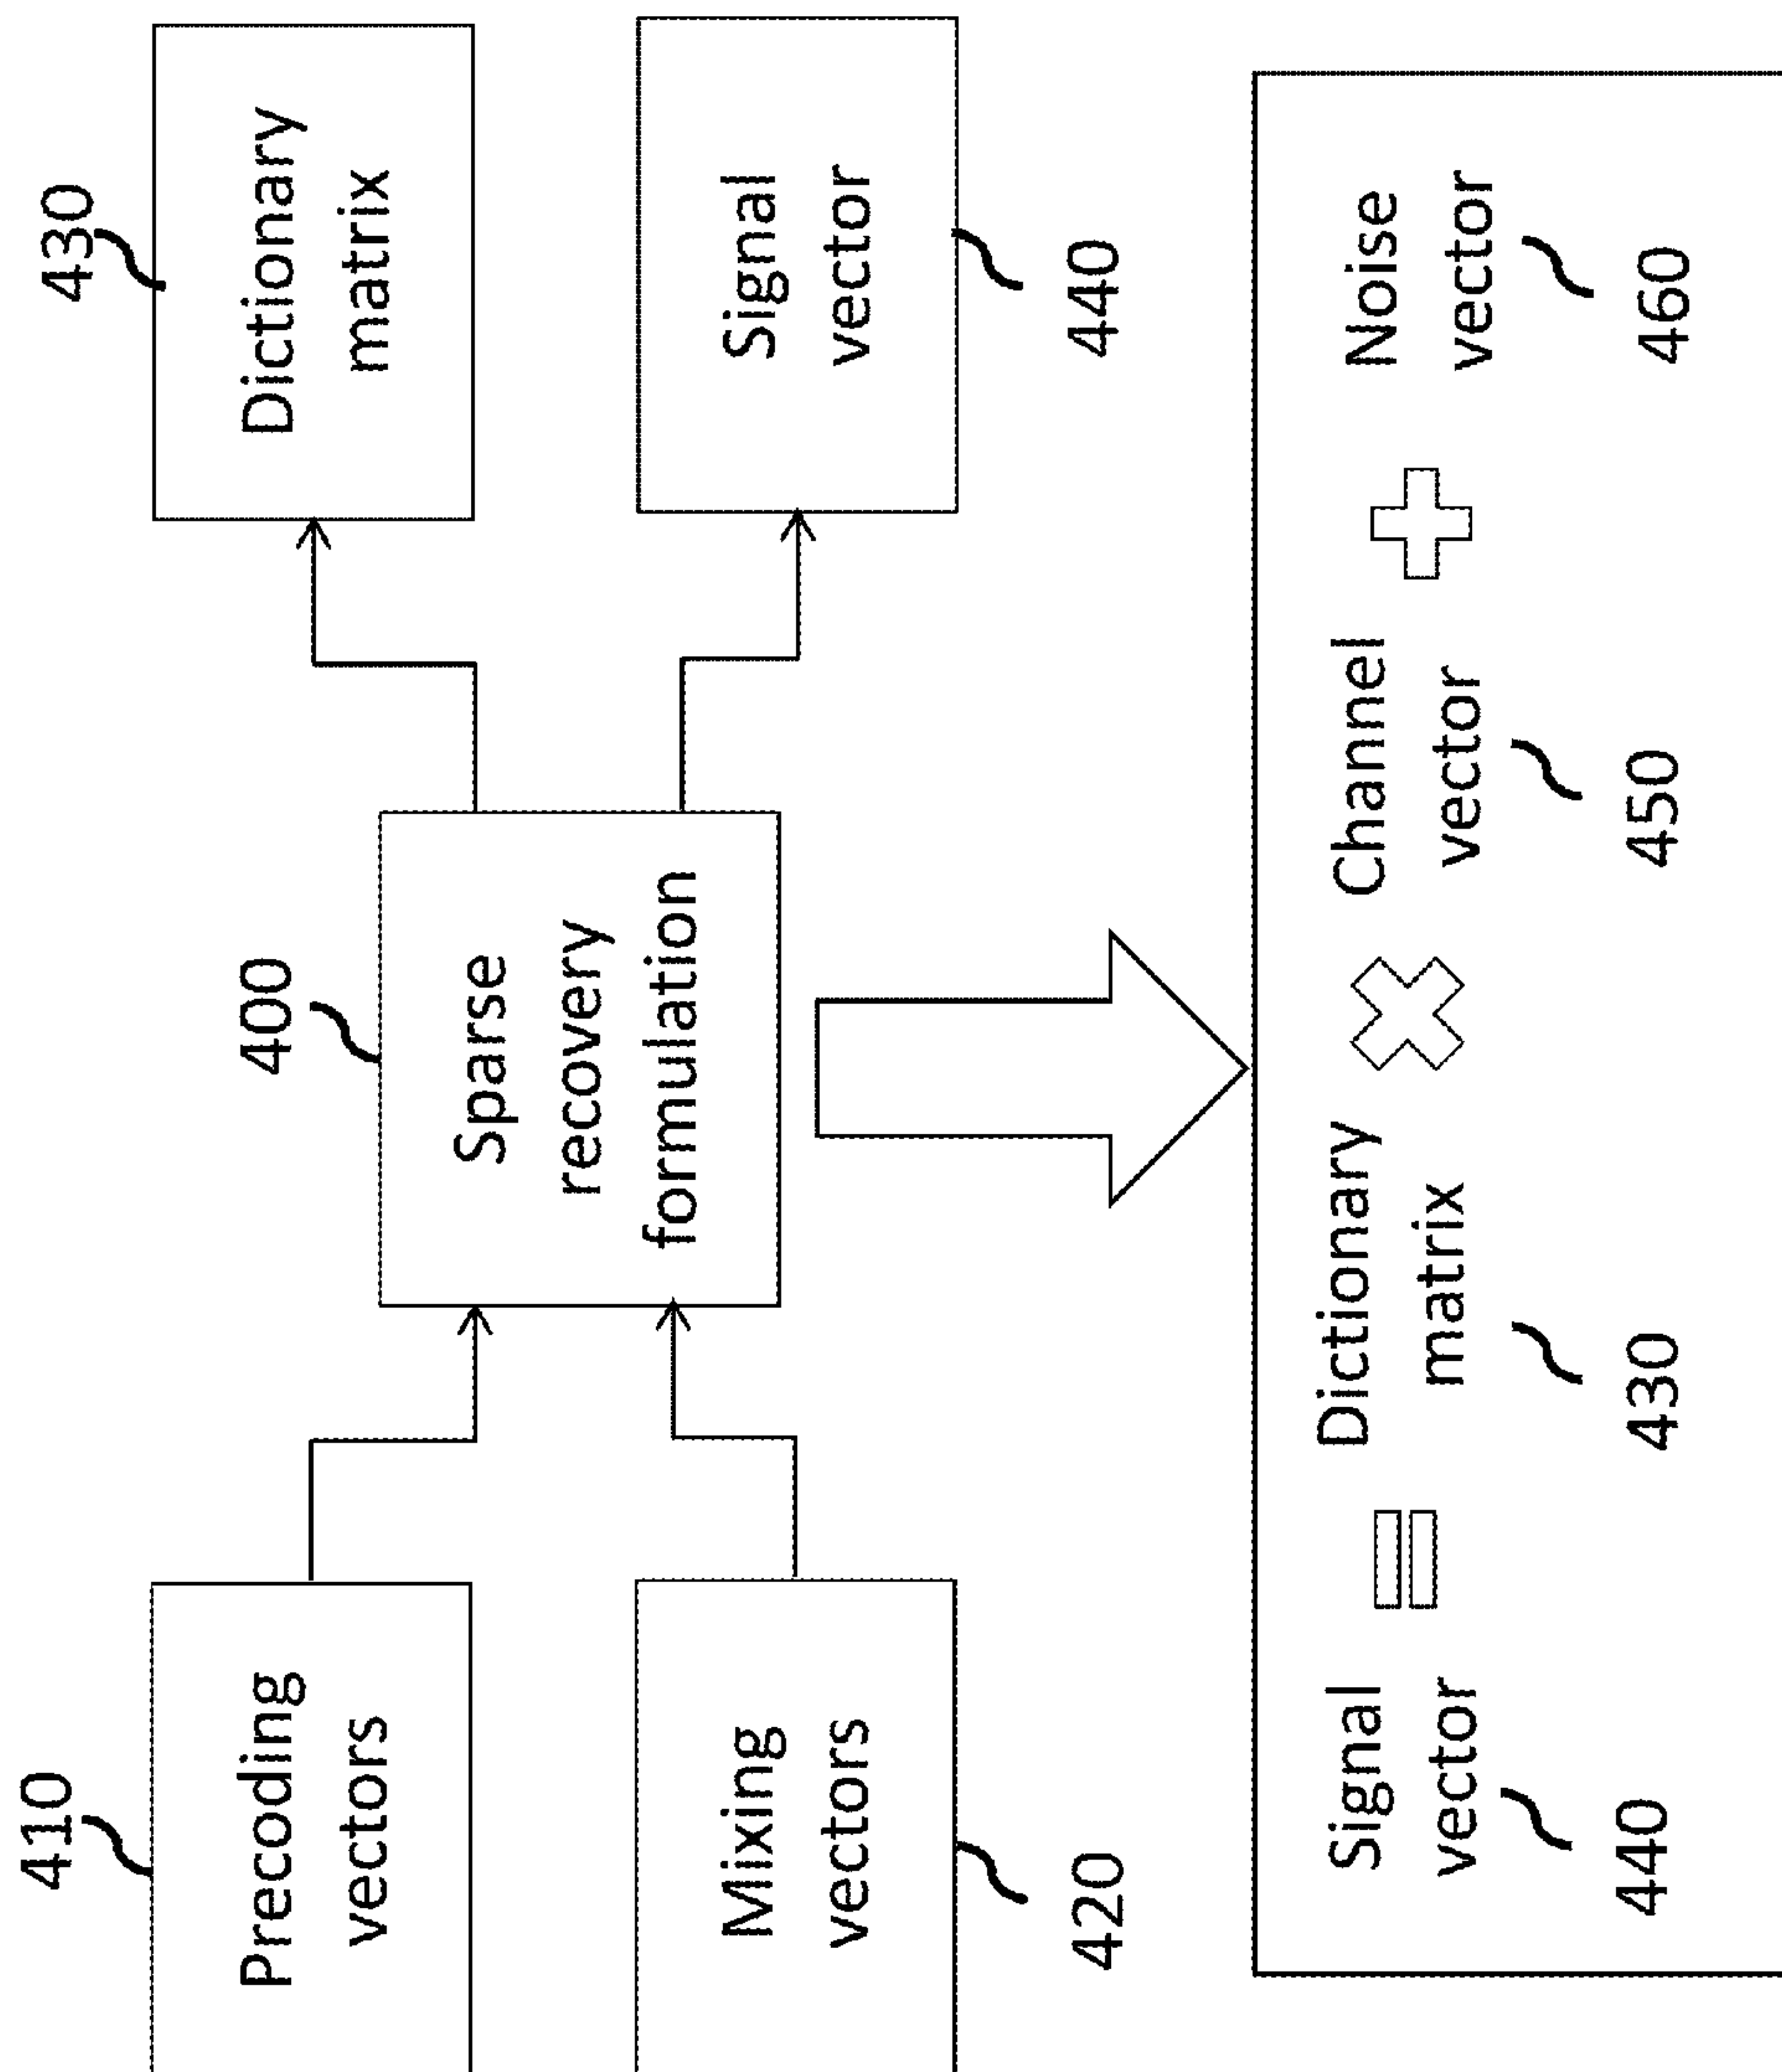 410
Precoding
vectors
Mixing
vectors
420
400
Sparse
recovery
formulation
430
Dictionary
matrix
Signal
vector
440
Signal
vector
440
=
Dictionary
matrix
430
×
Channel
vector
450
+
Noise
vector
460